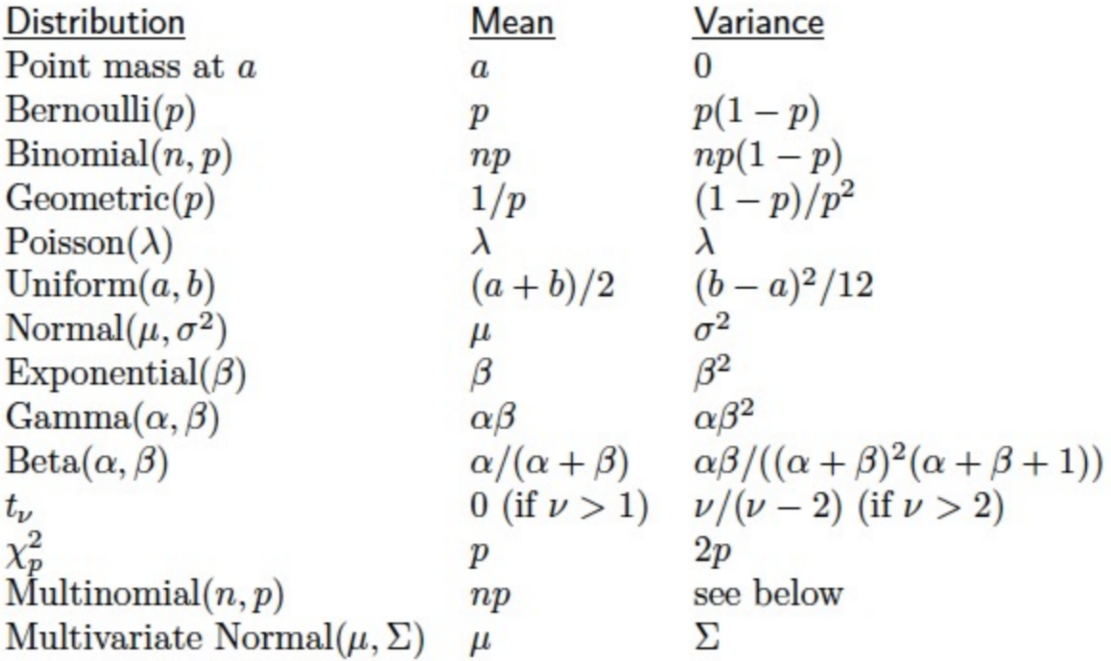 Distribution Mean Variance
Point mass at a a 0
Bernoulli(p) p p(1 − p)
Binomial(n, p) np np(1 − p)
Geometric(p) 1/p (1 − p)/p²
Poisson(λ) λ λ
Uniform(a, b) (a + b)/2 (b − a)²/12
Normal(μ, σ²) μ σ²
Exponential(β) β β²
Gamma(α, β) αβ αβ²
Beta(α, β) α/(α + β) αβ/((α + β)²(α + β + 1))
tᵥ 0 (if ν > 1) ν/(ν − 2) (if ν > 2)
χ²ₚ p 2p
Multinomial(n, p) np see below
Multivariate Normal(μ, Σ) μ Σ